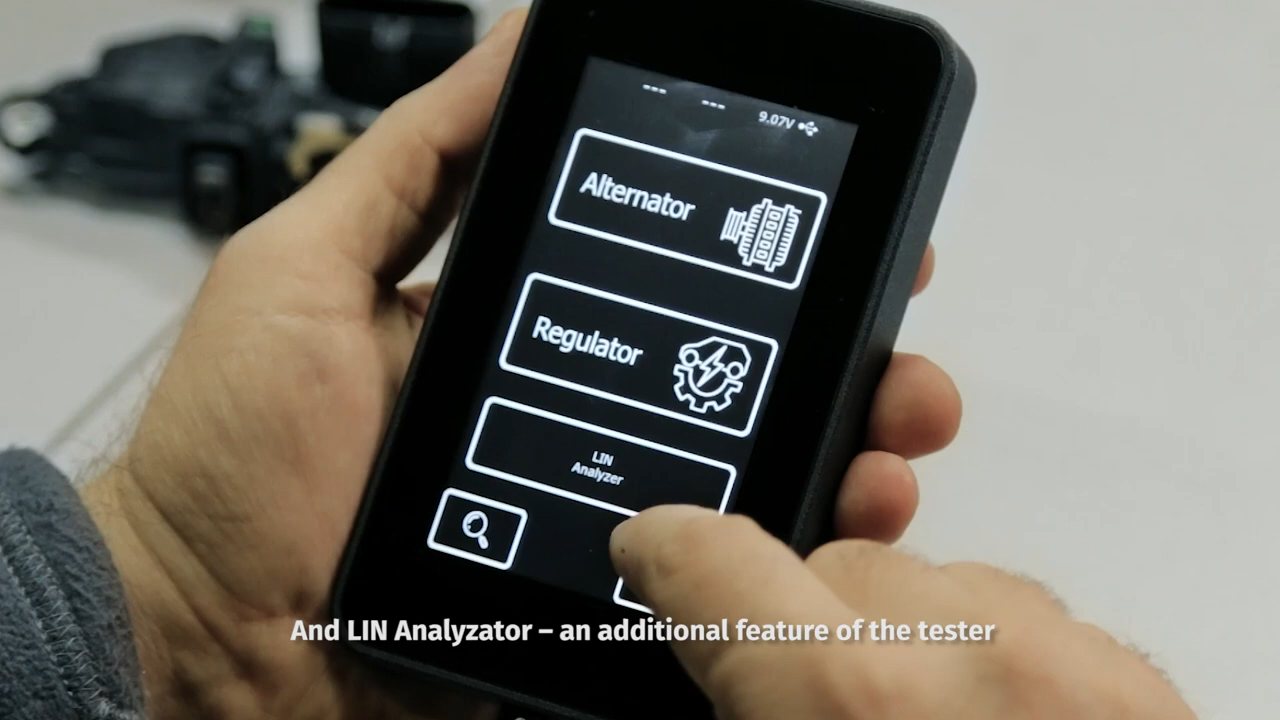 --- --- 9.07V
Alternator
Regulator
LIN
Analyzer
And LIN Analyzator – an additional feature of the tester